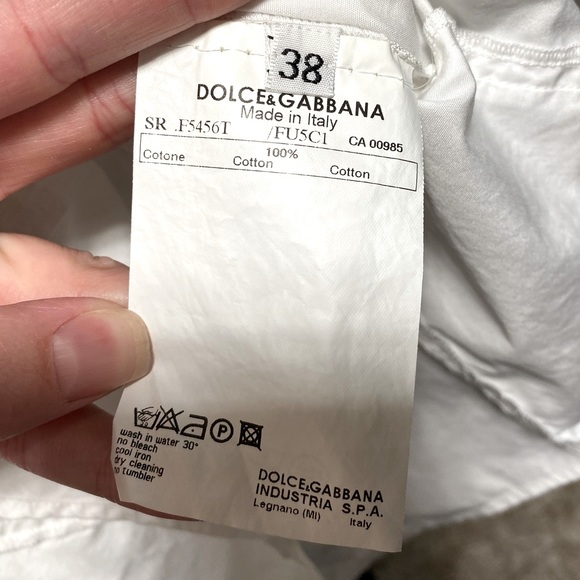 38
DOLCE&GABBANA
Made in Italy
SR .F5456T /FU5CI CA 00985
100%
Cotone Cotton Cotton
P
wash in water 30°
no bleach
cool iron
dry cleaning
no tumbler
DOLCE&GABBANA
INDUSTRIA S.P.A.
Legnano (MI) Italy